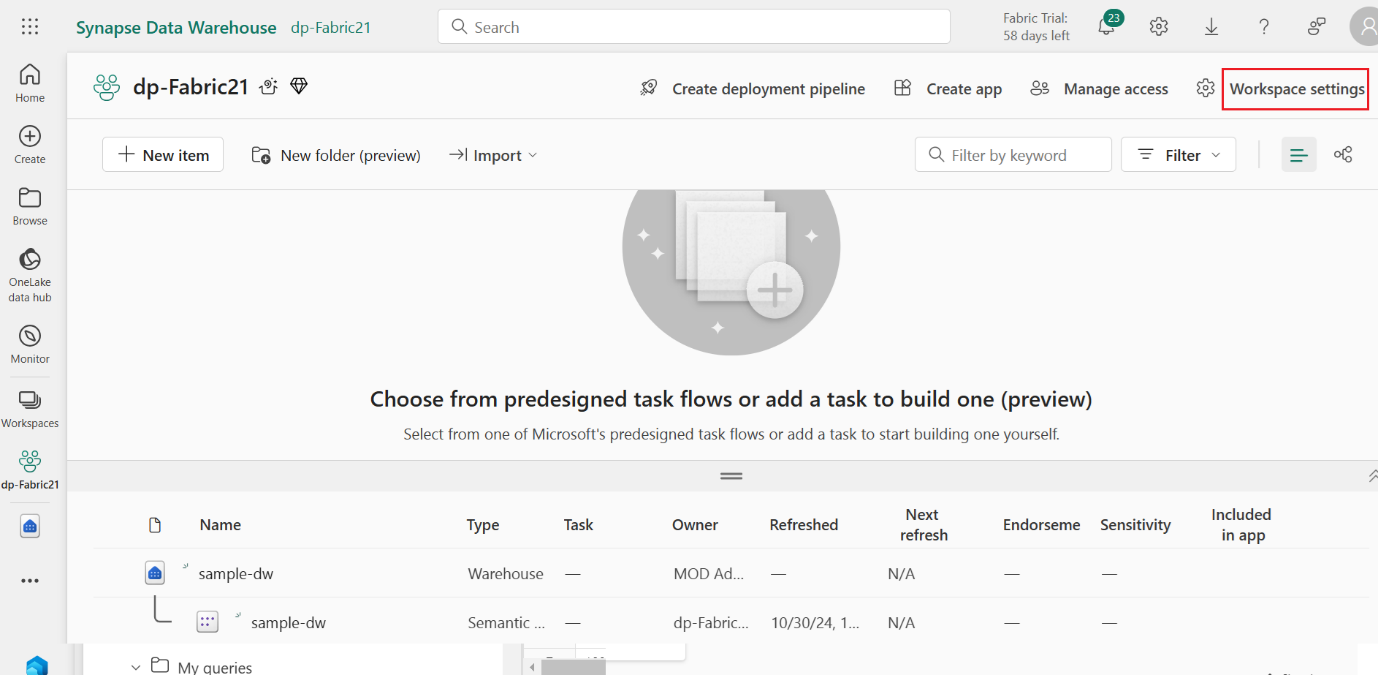 Synapse Data Warehouse dp-Fabric21
Search
Fabric Trial:
58 days left
23
Home
Create
Browse
OneLake
data hub
Monitor
Workspaces
dp-Fabric21
dp-Fabric21
Create deployment pipeline
Create app
Manage access
Workspace settings
New item
New folder (preview)
Import
Filter by keyword
Filter
Choose from predesigned task flows or add a task to build one (preview)
Select from one of Microsoft's predesigned task flows or add a task to start building one yourself.
Name Type Task Owner Refreshed Next refresh Endorseme Sensitivity Included in app
sample-dw Warehouse — MOD Ad... — N/A — —
sample-dw Semantic ... — dp-Fabric... 10/30/24, 1... N/A — —
My queries